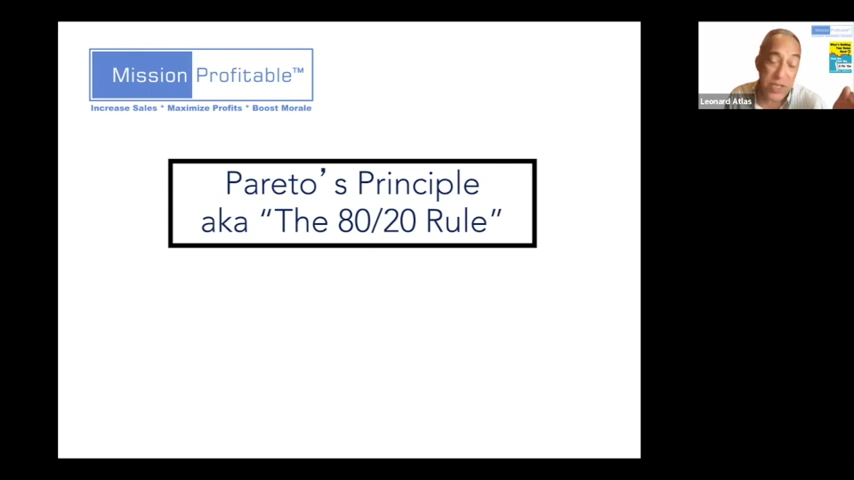 Mission Profitable™
Increase Sales * Maximize Profits * Boost Morale
Pareto's Principle
aka “The 80/20 Rule”
Leonard Atlas